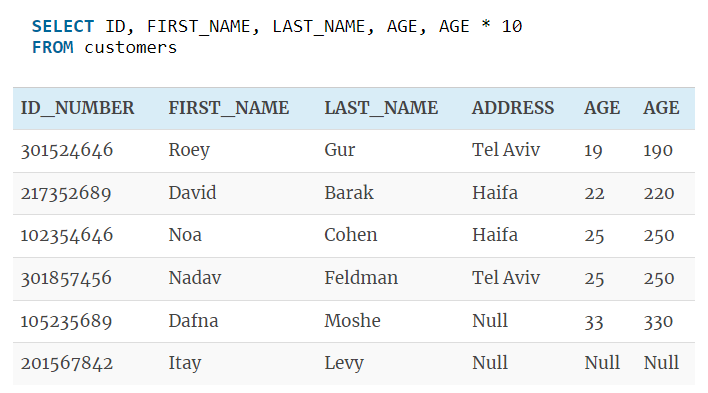 SELECT ID, FIRST_NAME, LAST_NAME, AGE, AGE * 10
FROM customers
ID_NUMBER FIRST_NAME LAST_NAME ADDRESS AGE AGE
301524646 Roey Gur Tel Aviv 19 190
217352689 David Barak Haifa 22 220
102354646 Noa Cohen Haifa 25 250
301857456 Nadav Feldman Tel Aviv 25 250
105235689 Dafna Moshe Null 33 330
201567842 Itay Levy Null Null Null